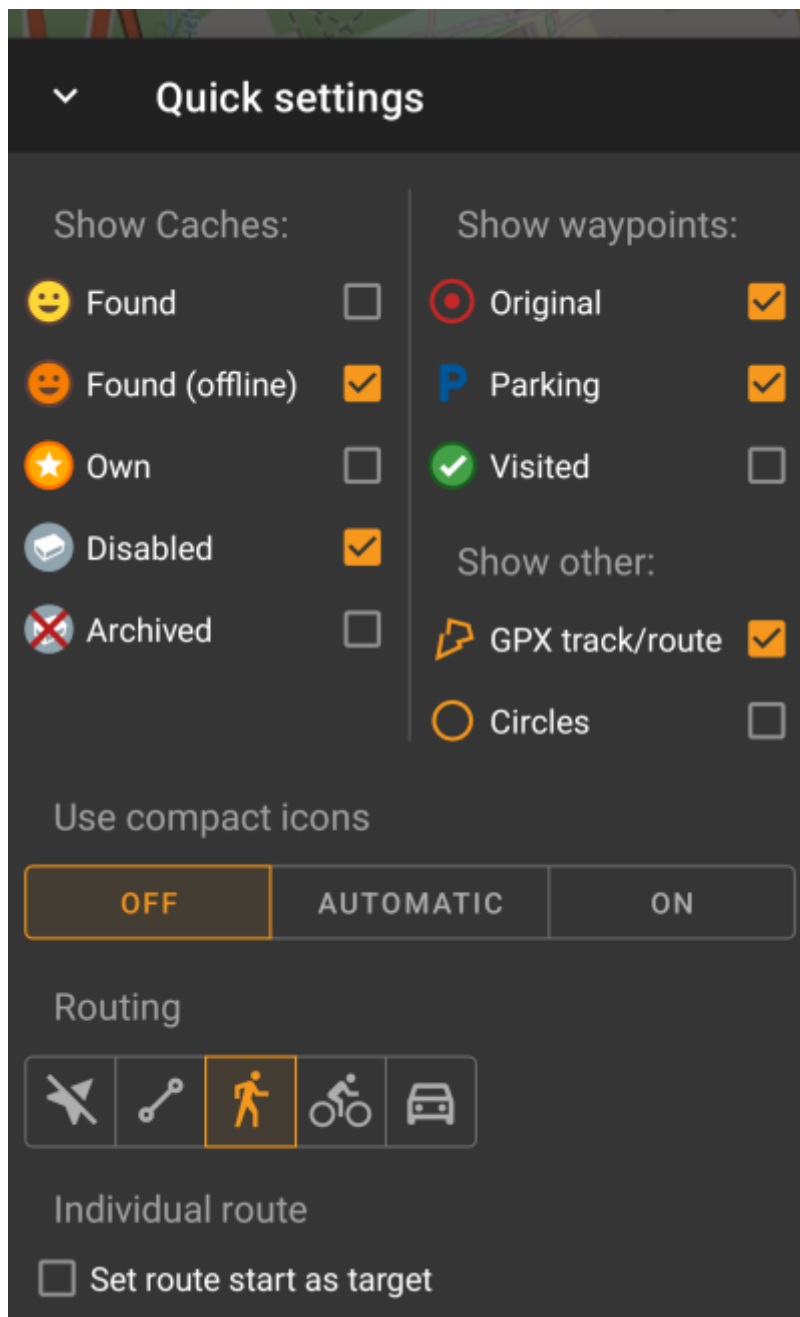 Quick settings
Show Caches:
Found
Found (offline)
Own
Disabled
Archived
Show waypoints:
Original
P Parking
Visited
Show other:
GPX track/route
Circles
Use compact icons
OFF AUTOMATIC ON
Routing
Individual route
Set route start as target